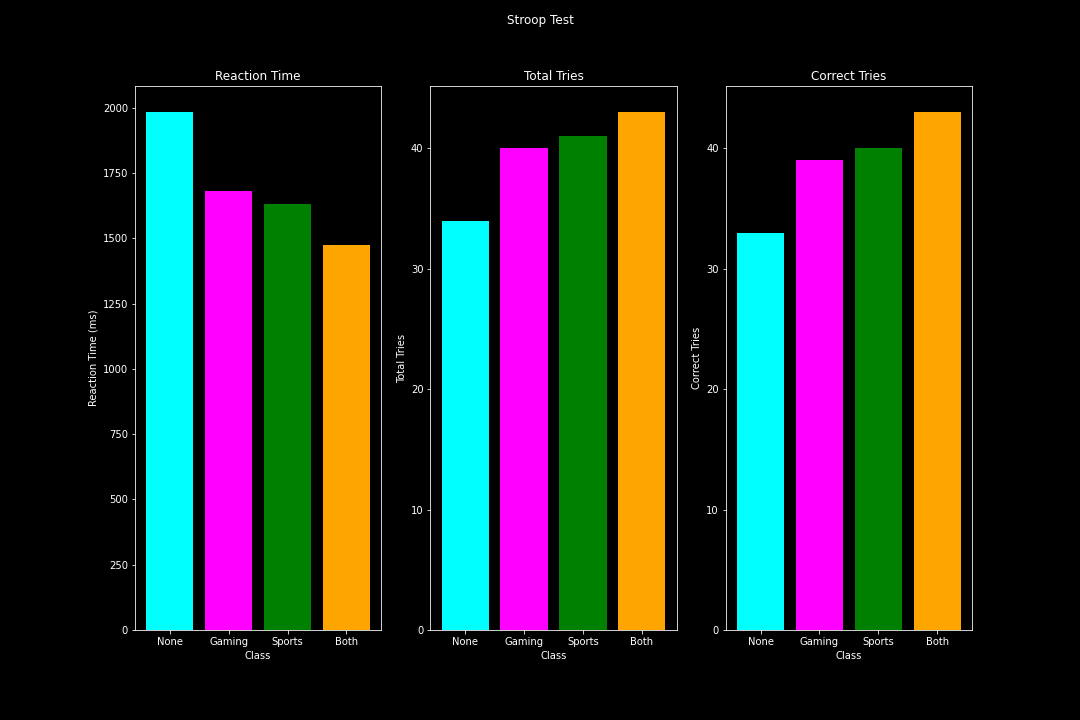 Stroop Test
Reaction Time
Reaction Time (ms)
2000
1750
1500
1250
1000
750
500
250
0
None Gaming Sports Both
Class
Total Tries
Total Tries
40
30
20
10
0
None Gaming Sports Both
Class
Correct Tries
Correct Tries
40
30
20
10
0
None Gaming Sports Both
Class